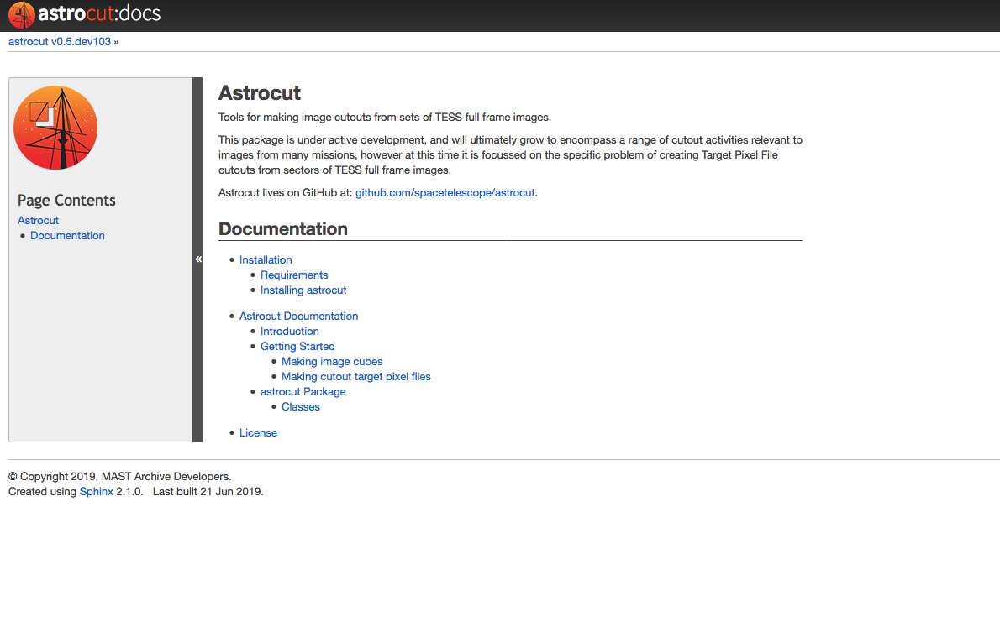 astrocut:docs
astrocut v0.5.dev103 »
Page Contents
Astrocut
• Documentation
«
Astrocut
Tools for making image cutouts from sets of TESS full frame images.
This package is under active development, and will ultimately grow to encompass a range of cutout activities relevant to
images from many missions, however at this time it is focussed on the specific problem of creating Target Pixel File
cutouts from sectors of TESS full frame images.
Astrocut lives on GitHub at: github.com/spacetelescope/astrocut.
Documentation
• Installation
• Requirements
• Installing astrocut
• Astrocut Documentation
• Introduction
• Getting Started
• Making image cubes
• Making cutout target pixel files
• astrocut Package
• Classes
• License
© Copyright 2019, MAST Archive Developers.
Created using Sphinx 2.1.0. Last built 21 Jun 2019.